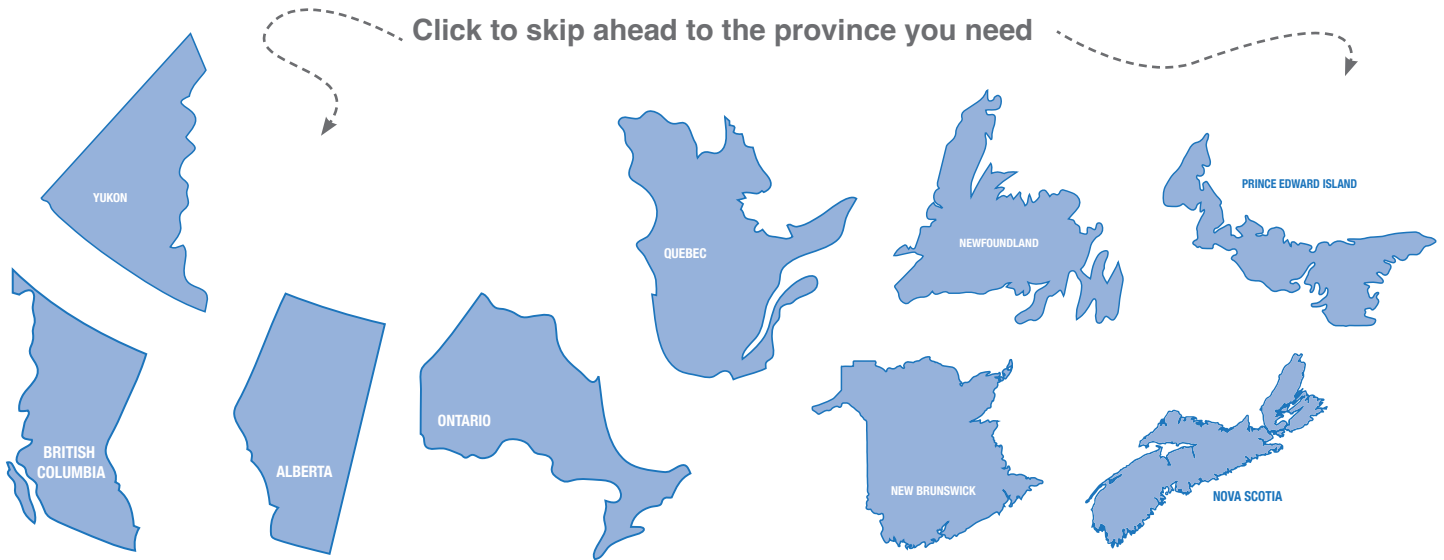 Click to skip ahead to the province you need
YUKON
PRINCE EDWARD ISLAND
QUEBEC
NEWFOUNDLAND
BRITISH
COLUMBIA
ALBERTA
ONTARIO
NEW BRUNSWICK
NOVA SCOTIA